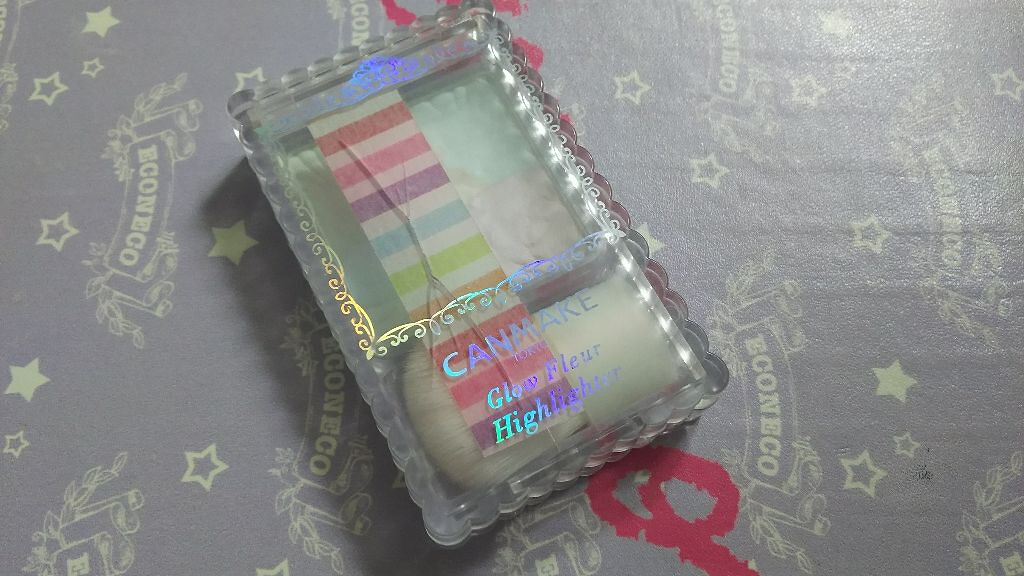 CANMAKE
TOKYO
Glow Fleur
Highlighter
ECONECO
ECONECO
ECONECO
ECONECO